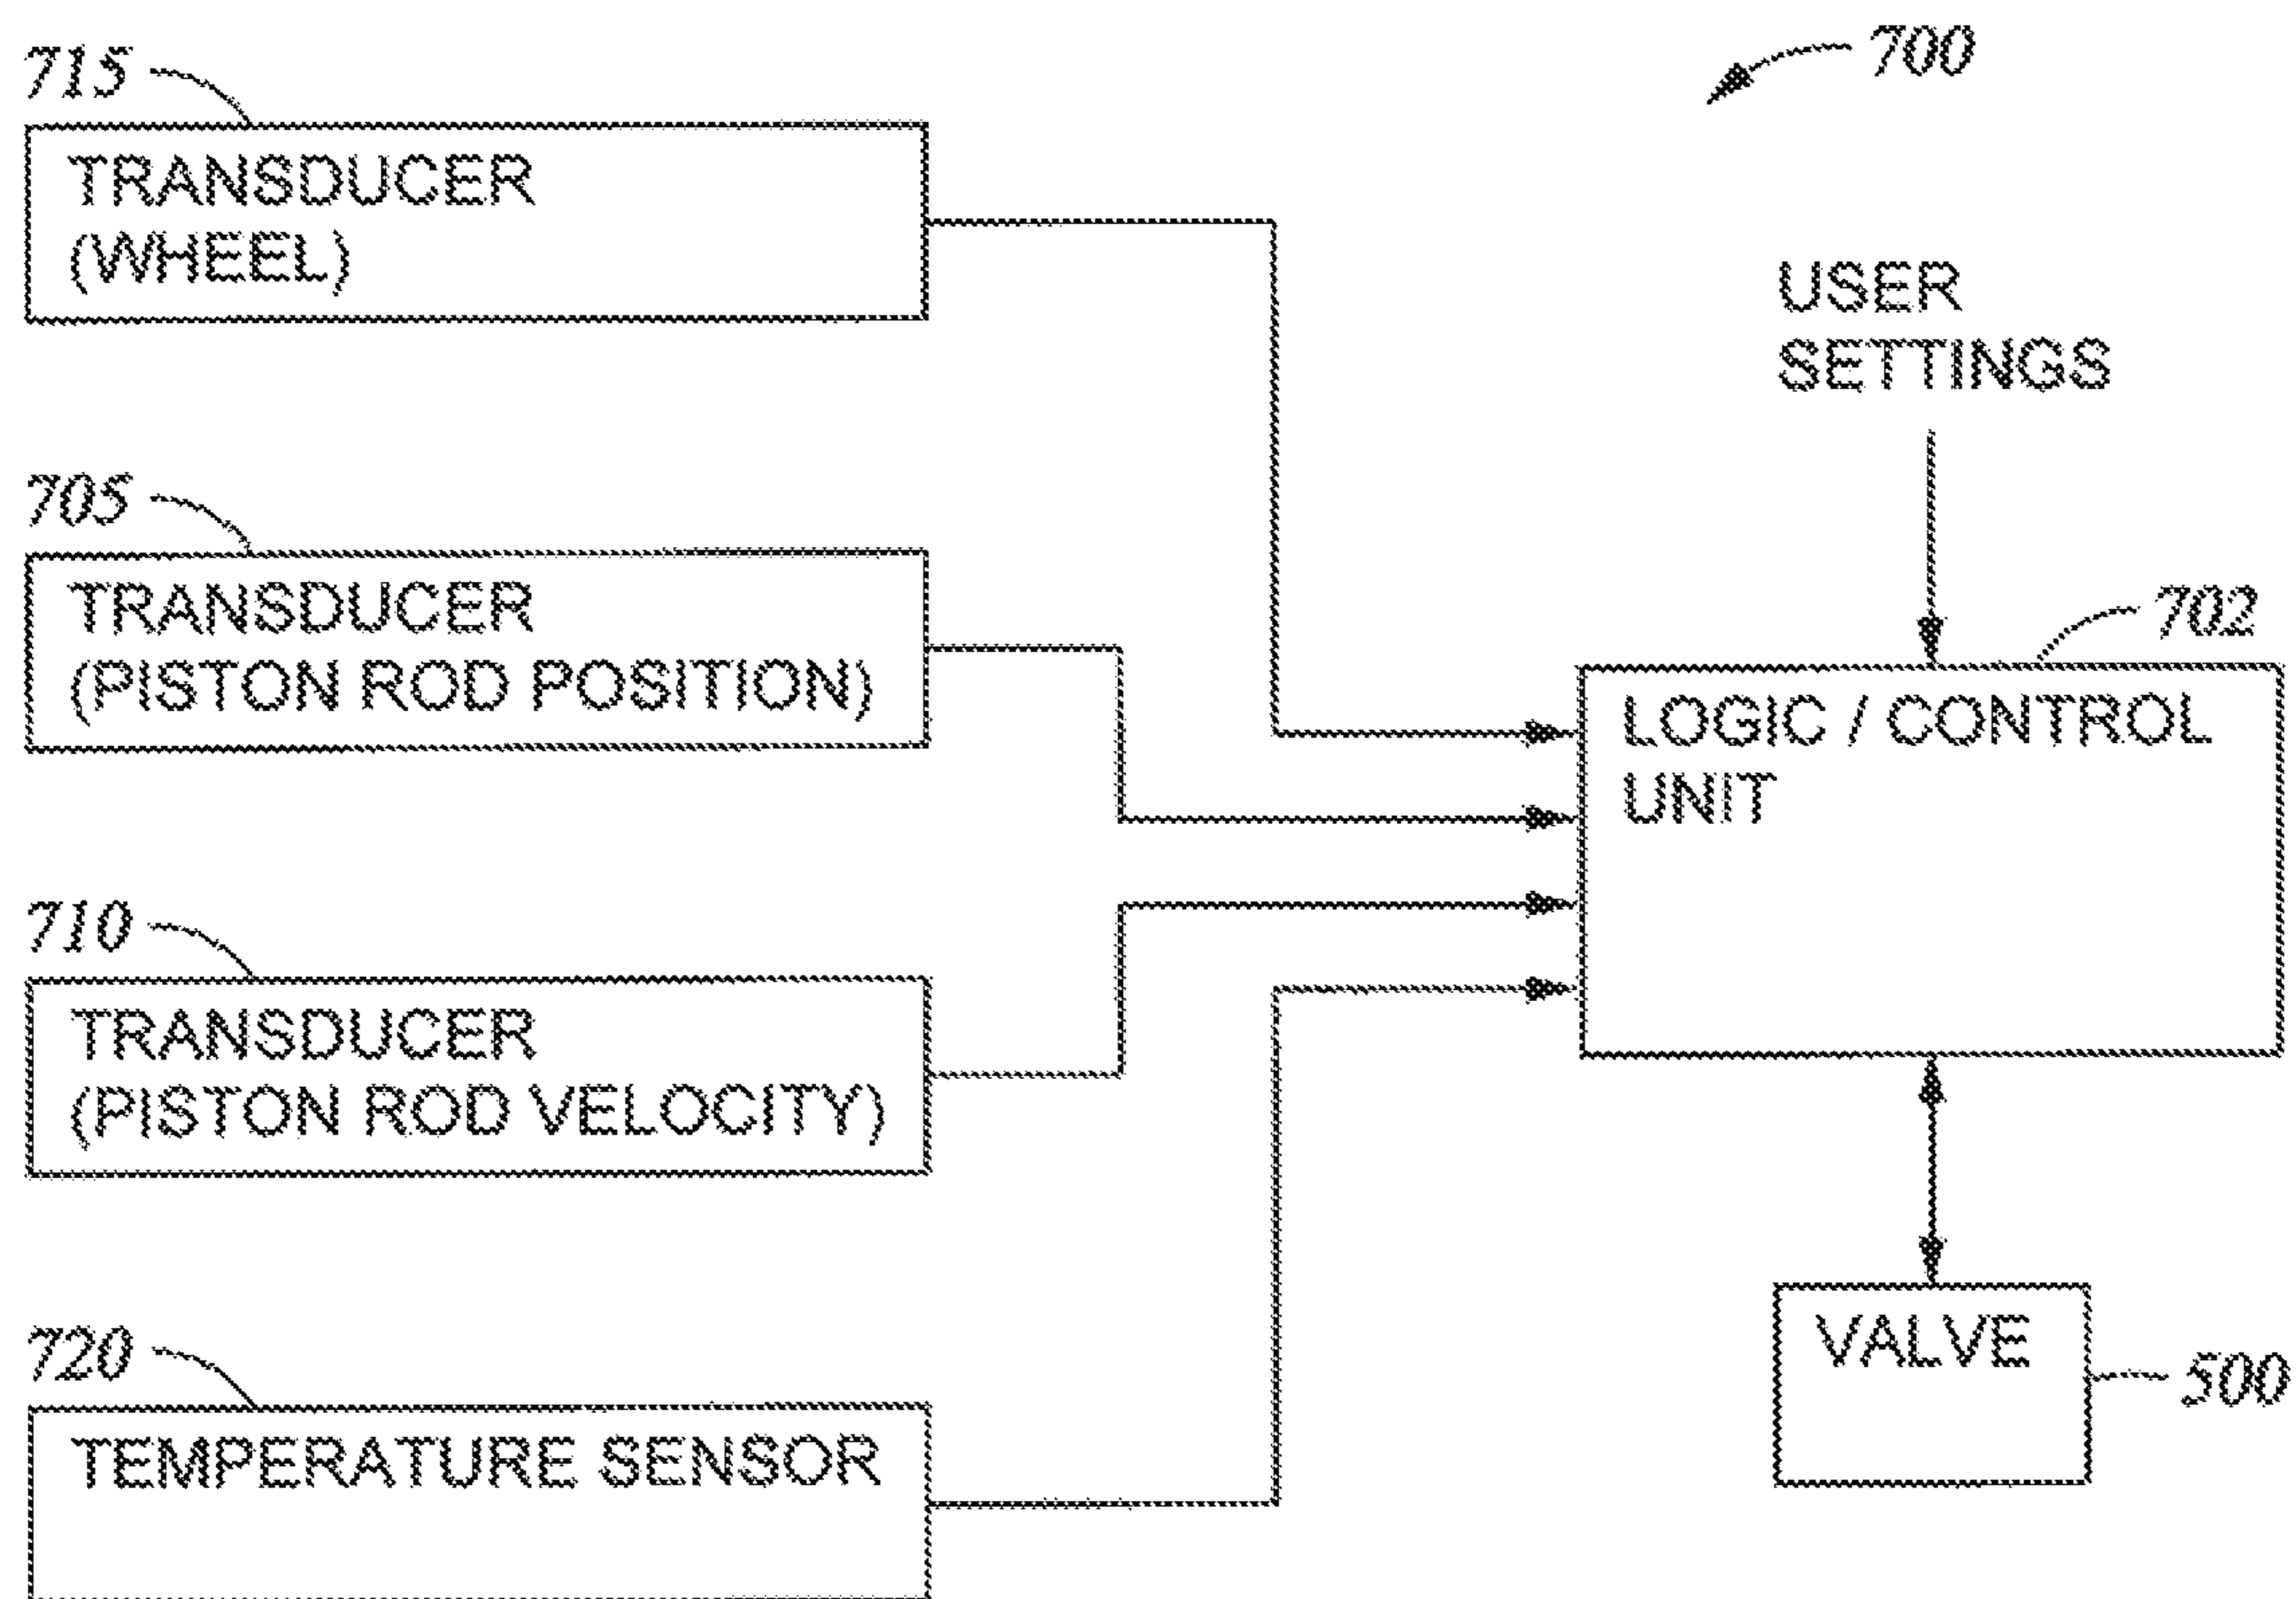 700
715
TRANSDUCER
(WHEEL)
USER
SETTINGS
705
TRANSDUCER
(PISTON ROD POSITION)
702
LOGIC / CONTROL
UNIT
710
TRANSDUCER
(PISTON ROD VELOCITY)
720
TEMPERATURE SENSOR
VALVE
500